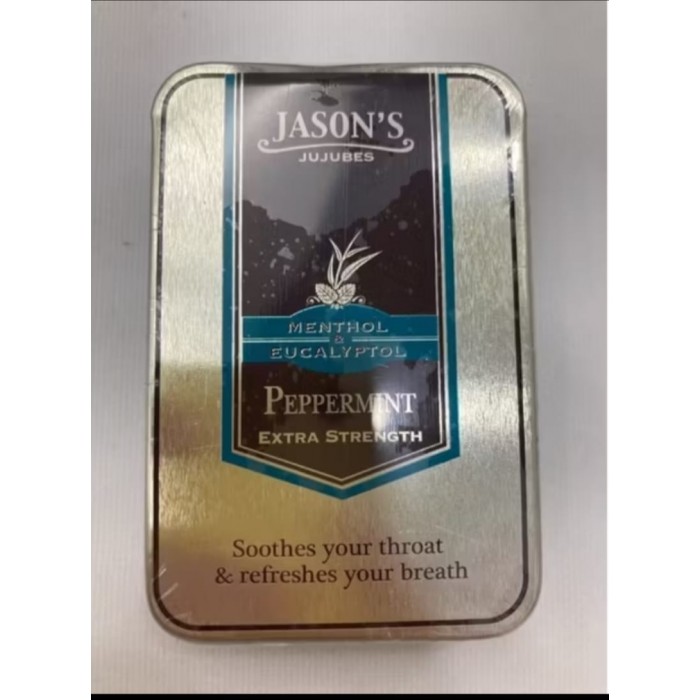 JASON'S
JUJUBES
MENTHOL
&
EUCALYPTOL
PEPPERMINT
EXTRA STRENGTH
Soothes your throat
& refreshes your breath